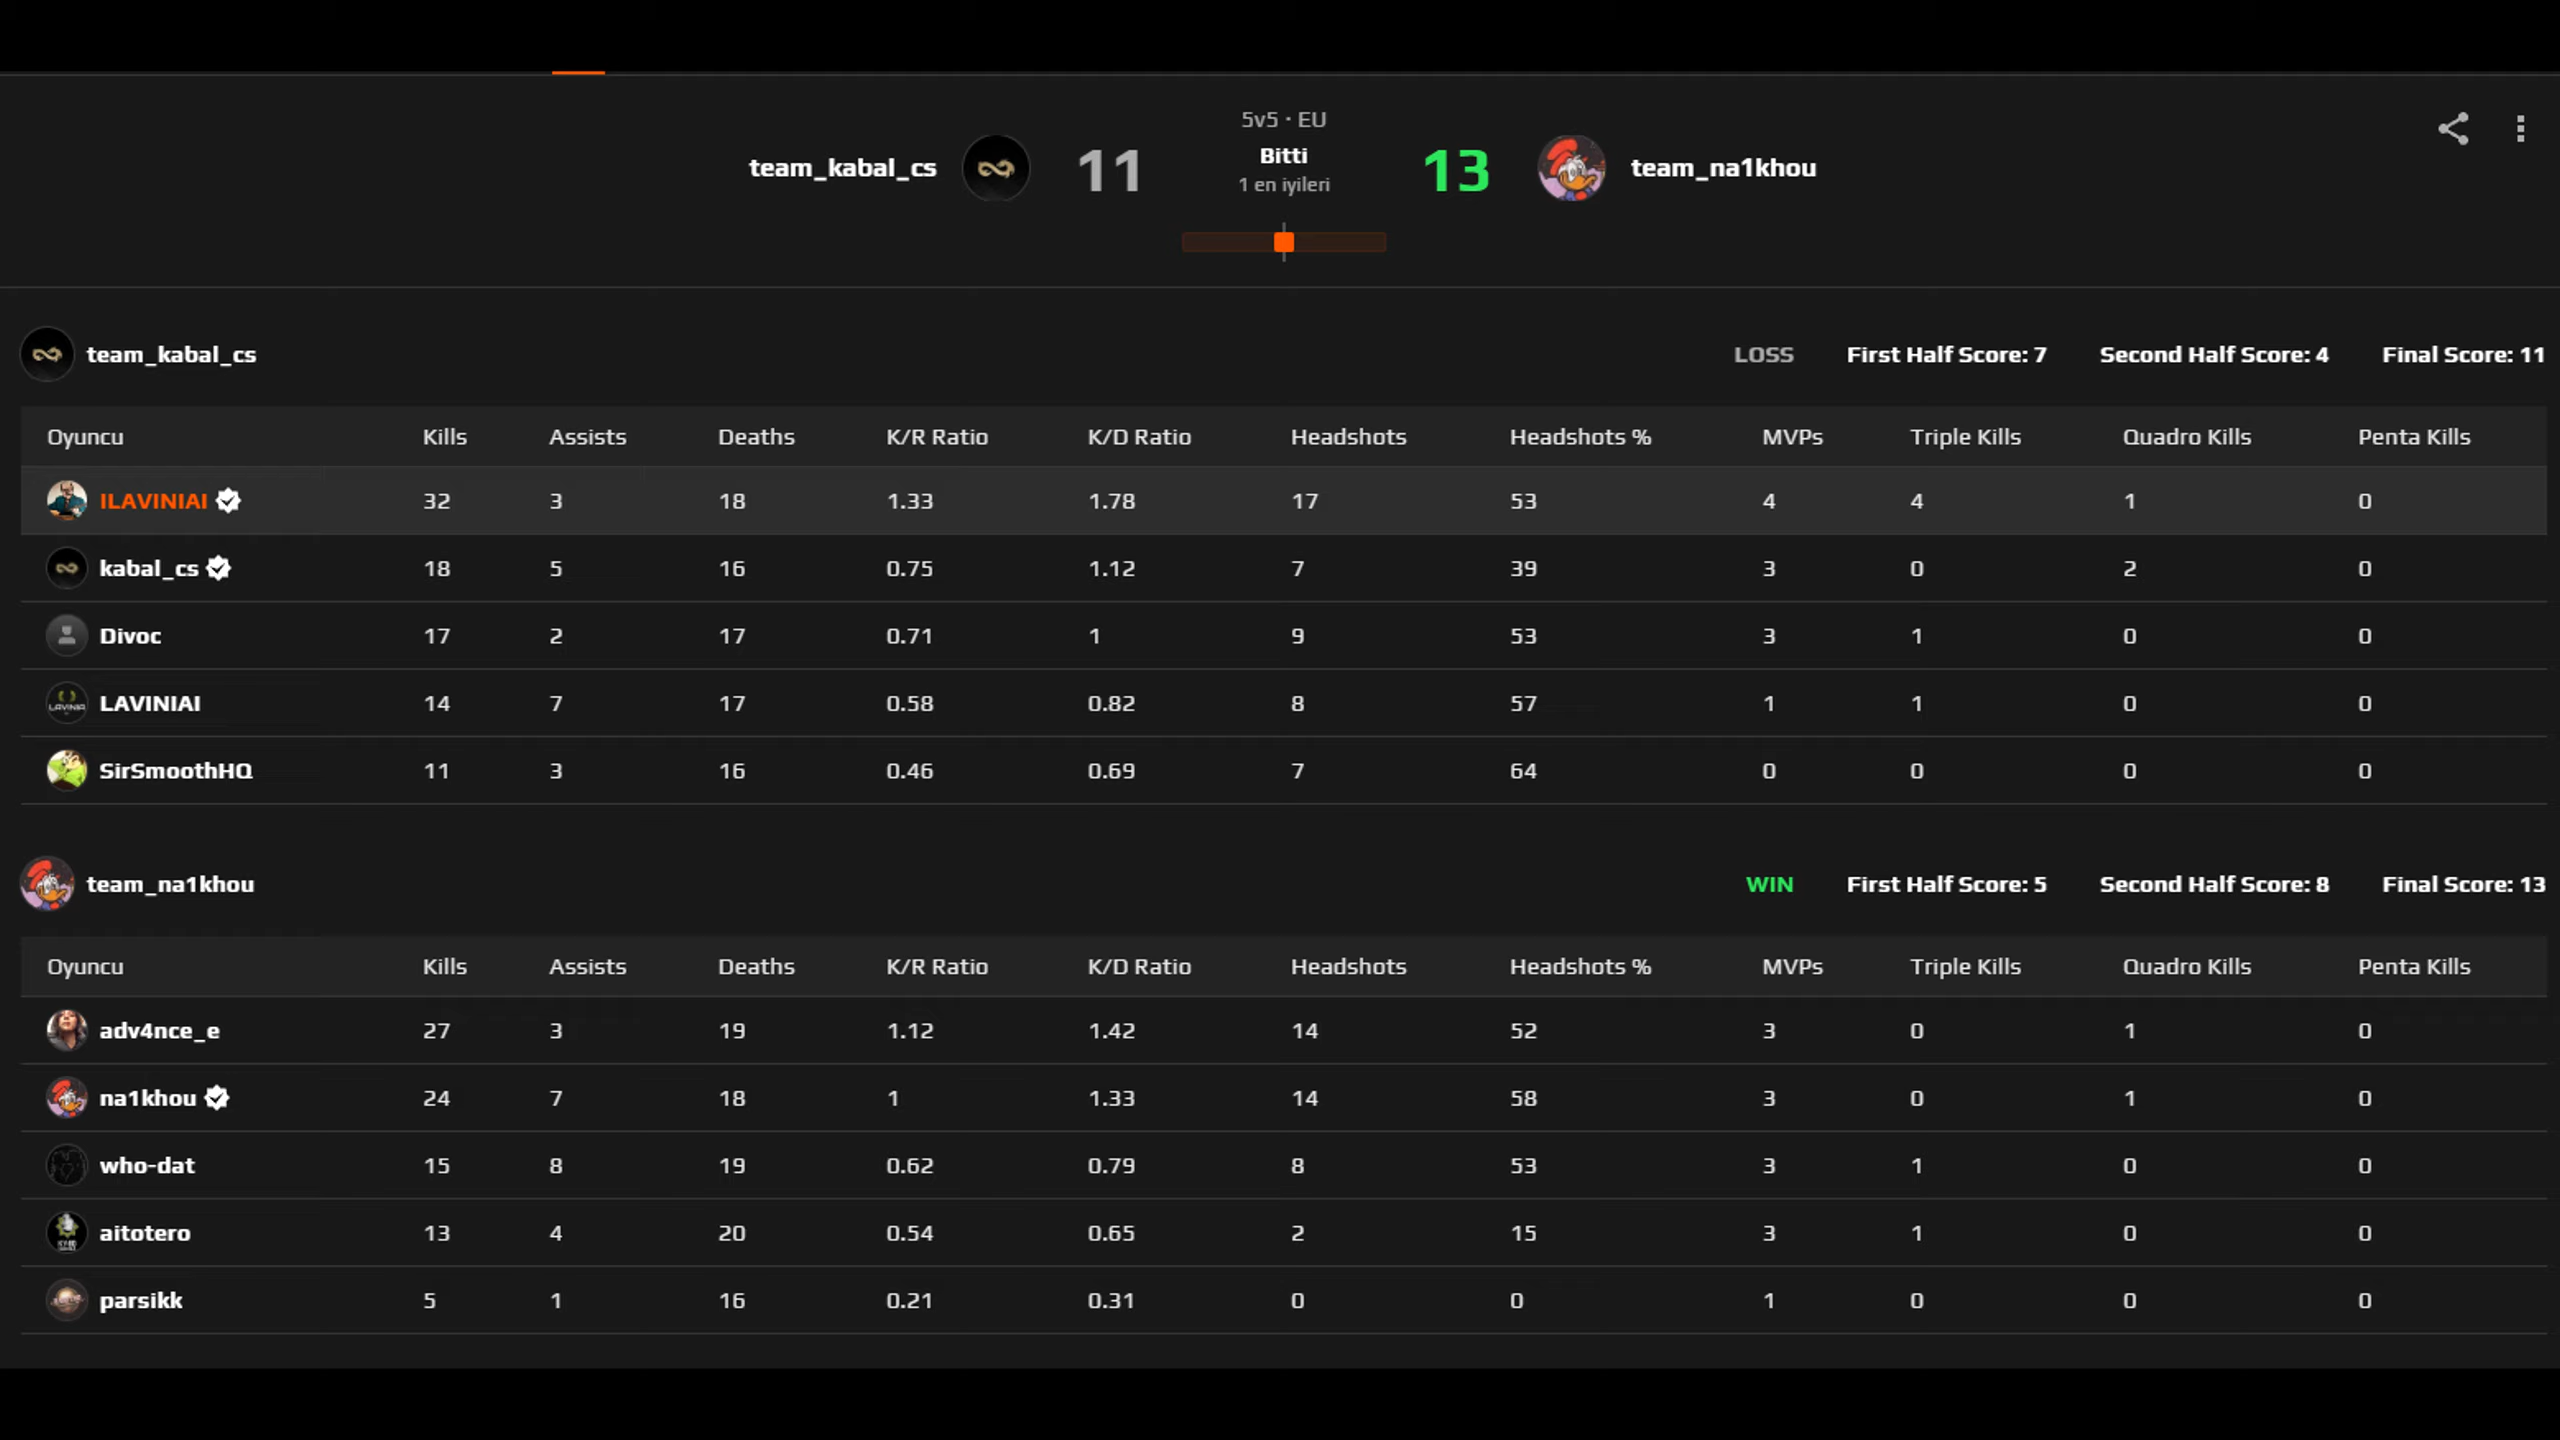 5v5 · EU
team_kabal_cs 11 Bitti 13 team_na1khou
1 en iyileri
team_kabal_cs LOSS First Half Score: 7 Second Half Score: 4 Final Score: 11
Oyuncu Kills Assists Deaths K/R Ratio K/D Ratio Headshots Headshots % MVPs Triple Kills Quadro Kills Penta Kills
ILAVINIAI 32 3 18 1.33 1.78 17 53 4 4 1 0
kabal_cs 18 5 16 0.75 1.12 7 39 3 0 2 0
Divoc 17 2 17 0.71 1 9 53 3 1 0 0
LAVINIAI 14 7 17 0.58 0.82 8 57 1 1 0 0
SirSmoothHQ 11 3 16 0.46 0.69 7 64 0 0 0 0
team_na1khou WIN First Half Score: 5 Second Half Score: 8 Final Score: 13
Oyuncu Kills Assists Deaths K/R Ratio K/D Ratio Headshots Headshots % MVPs Triple Kills Quadro Kills Penta Kills
adv4nce_e 27 3 19 1.12 1.42 14 52 3 0 1 0
na1khou 24 7 18 1 1.33 14 58 3 0 1 0
who-dat 15 8 19 0.62 0.79 8 53 3 1 0 0
aitotero 13 4 20 0.54 0.65 2 15 3 1 0 0
parsikk 5 1 16 0.21 0.31 0 0 1 0 0 0